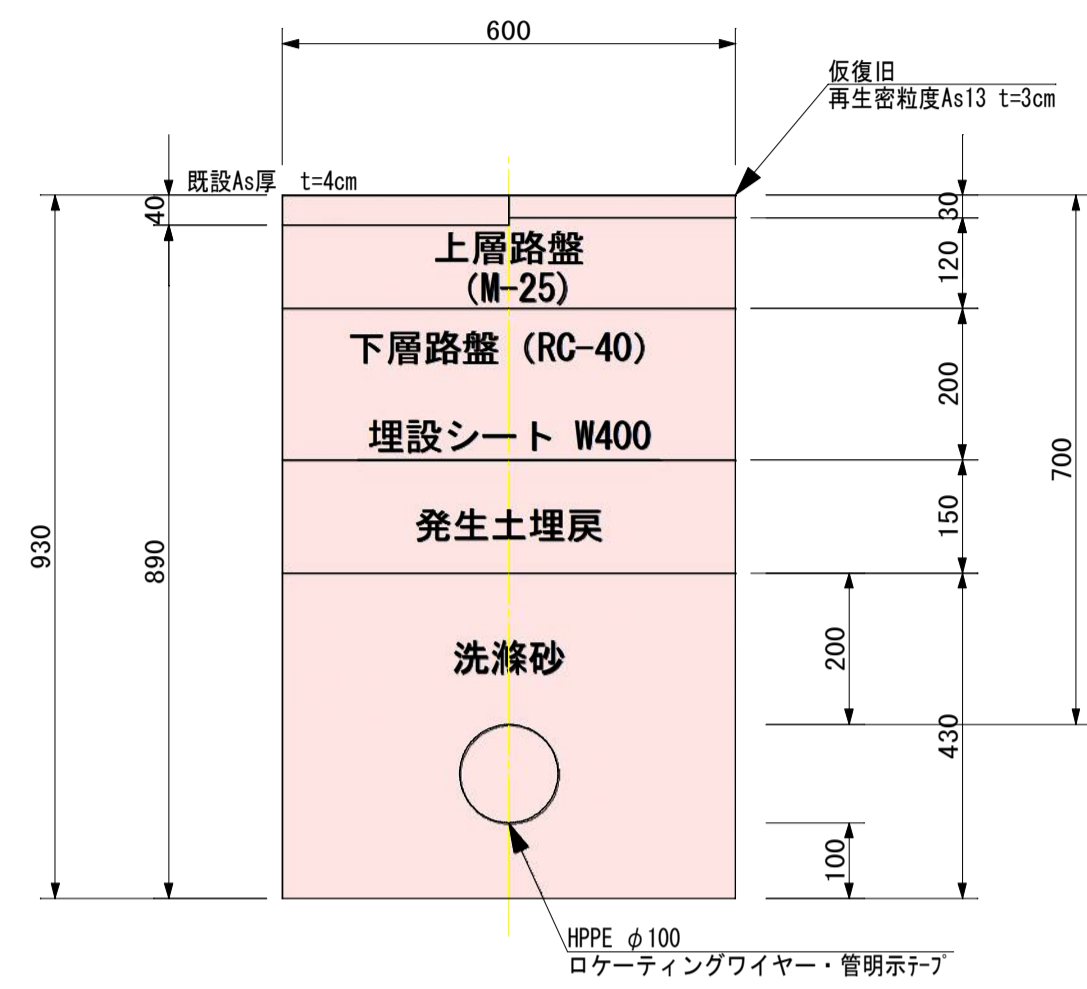 600
仮復旧
再生密粒度As13 t=3cm
既設As厚 t=4cm
40
30
上層路盤
(M-25)
120
下層路盤 (RC-40)
200
埋設シート W400
700
発生土埋戻
150
930
890
洗滌砂
200
430
100
HPPE φ100
ロケーティングワイヤー・管明示テープ